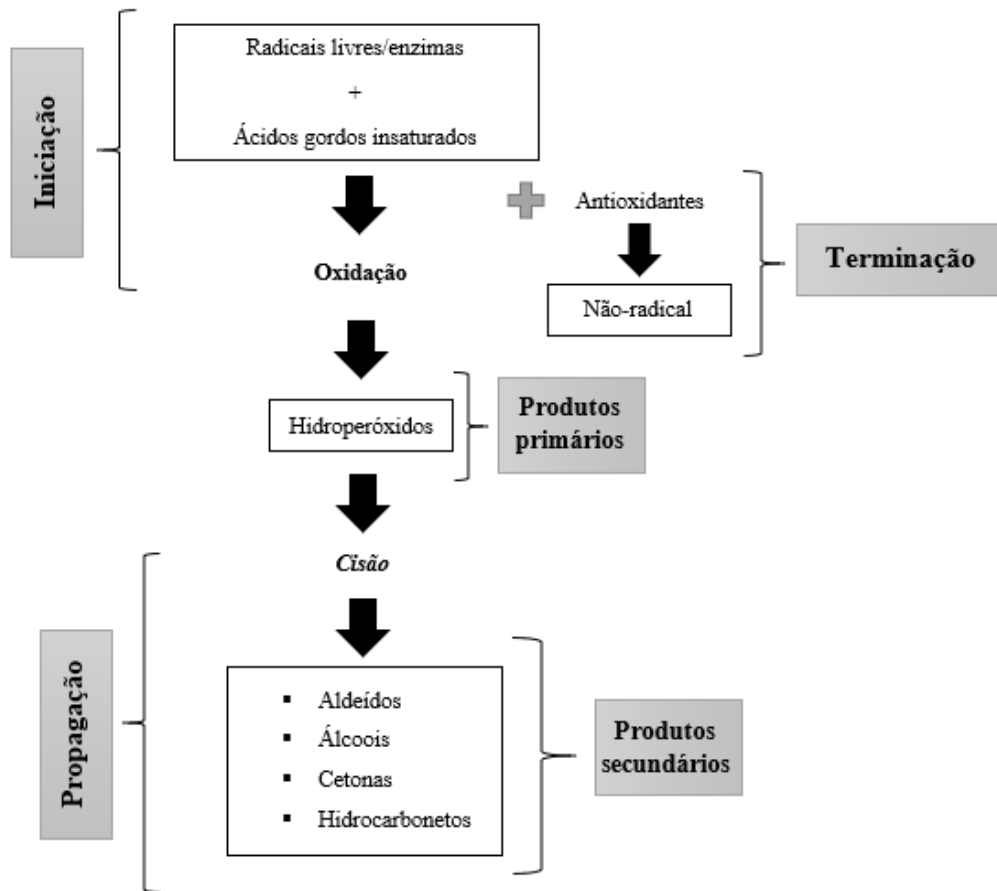 Iniciação
Radicais livres/enzimas
+
Ácidos gordos insaturados
Antioxidantes
Terminação
Oxidação
Não-radical
Hidroperóxidos
Produtos
primários
Cisão
Propagação
▪ Aldeídos
▪ Álcoois
▪ Cetonas
▪ Hidrocarbonetos
Produtos
secundários